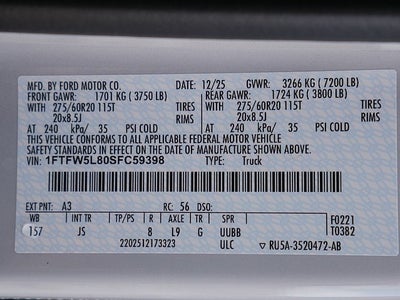 MFD. BY FORD MOTOR CO. 12/25 GVWR: 3266 KG (7200 LB)
FRONT GAWR: 1701 KG (3750 LB) REAR GAWR: 1724 KG (3800 LB)
275/60R20 115T TIRES 275/60R20 115T TIRES
20x8.5J RIMS 20x8.5J RIMS
AT 240 kPa/ 35 PSI COLD AT 240 kPa/ 35 PSI COLD
THIS VEHICLE CONFORMS TO ALL APPLICABLE FEDERAL MOTOR VEHICLE
SAFETY STANDARDS IN EFFECT ON THE DATE OF MANUFACTURE SHOWN ABOVE.
VIN: 1FTFW5L80SFC59398 TYPE: Truck
EXT PNT: A3 RC: 56 DSO:
WB INT TR TP/PS R AXLE TR SPR F0221
157 JS 8 L9 G UUBB T0382
2202512173323 ULC ▼ RU5A-3520472-AB